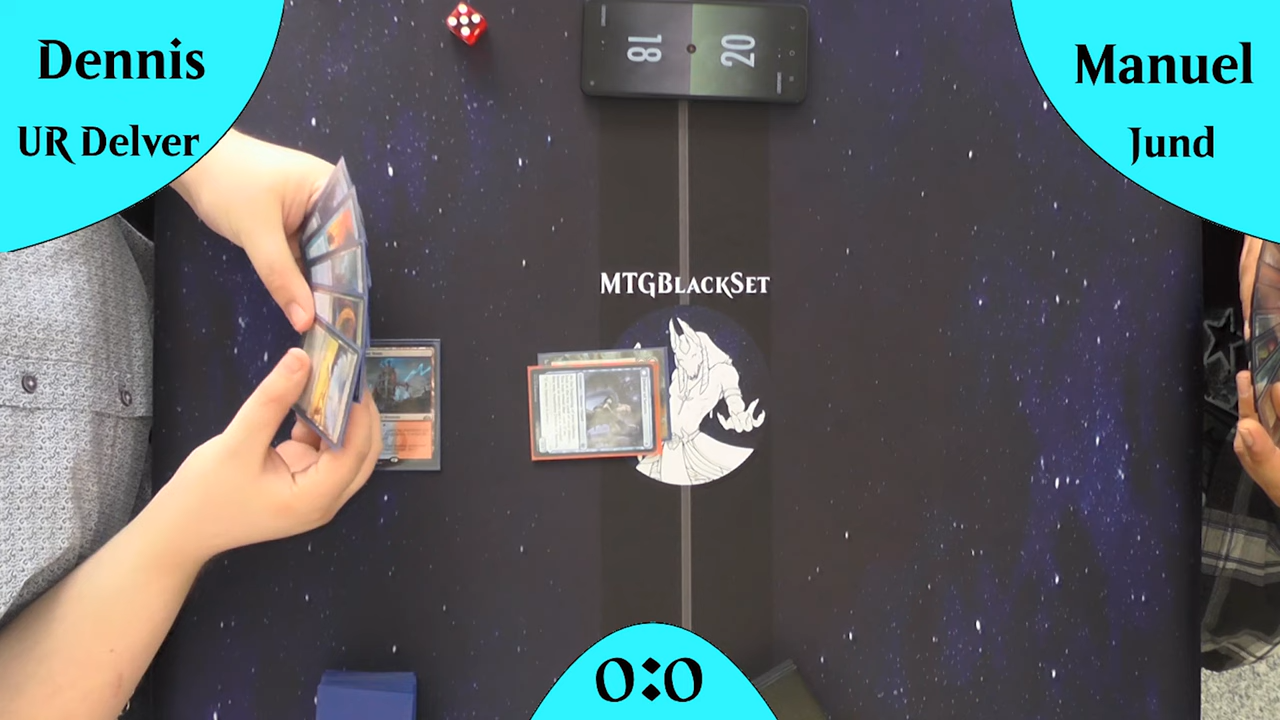 Dennis
UR Delver
18
20
Manuel
Jund
MTGBLACKSET
0:0